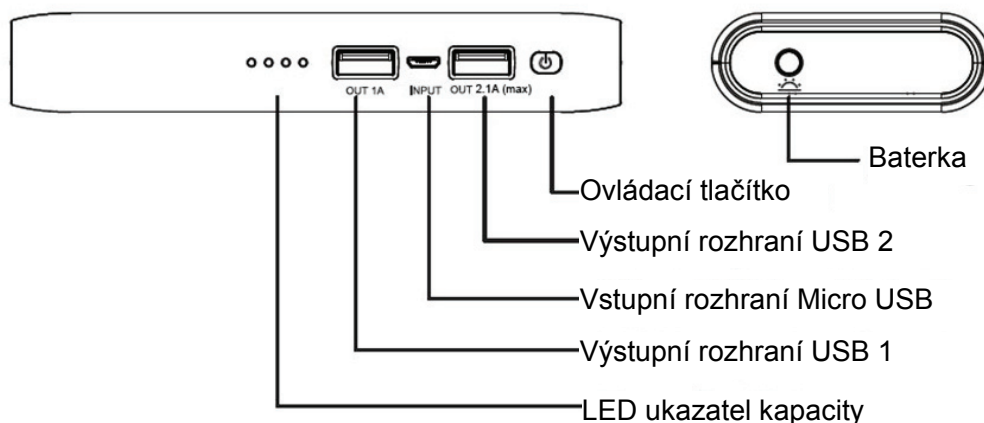 OUT 1A
INPUT
OUT 2.1A (max)
Baterka
Ovládací tlačítko
Výstupní rozhraní USB 2
Vstupní rozhraní Micro USB
Výstupní rozhraní USB 1
LED ukazatel kapacity